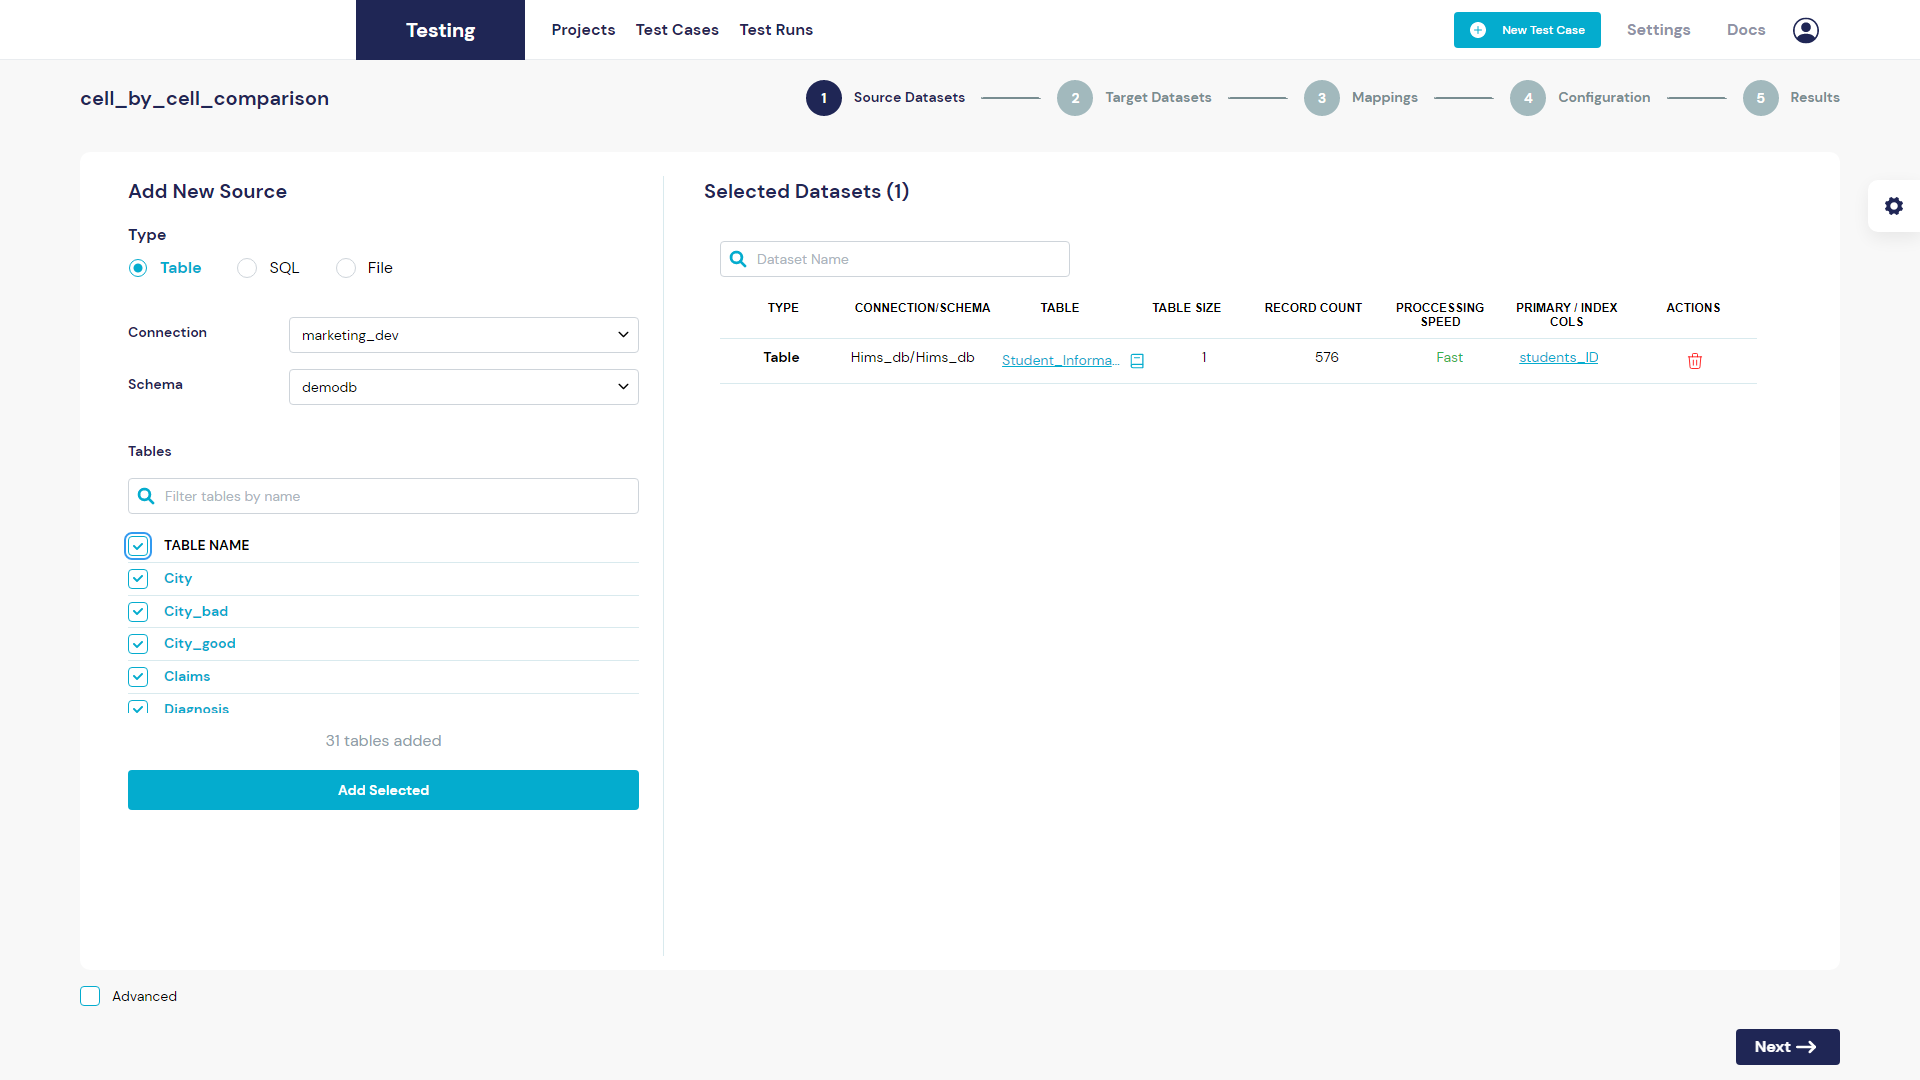 Testing
Projects
Test Cases
Test Runs
New Test Case
Settings
Docs
cell_by_cell_comparison
1 Source Datasets
2 Target Datasets
3 Mappings
4 Configuration
5 Results
Add New Source
Type
Table
SQL
File
Connection
marketing_dev
Schema
demodb
Tables
Filter tables by name
TABLE NAME
City
City_bad
City_good
Claims
Diagnosis
31 tables added
Add Selected
Selected Datasets (1)
Dataset Name
TYPE CONNECTION/SCHEMA TABLE TABLE SIZE RECORD COUNT PROCCESSING SPEED PRIMARY / INDEX COLS ACTIONS
Table Hims_db/Hims_db Student_Informa... 1 576 Fast students_ID
Advanced
Next